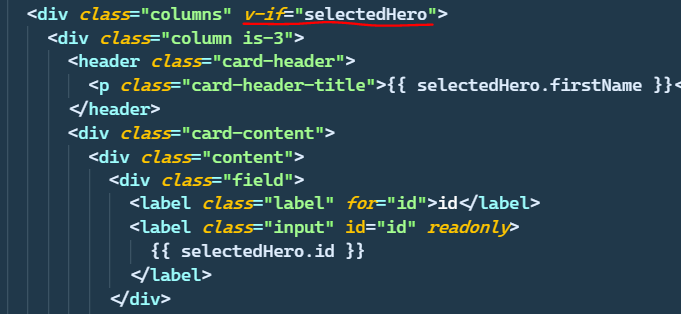 <div class="columns" v-if="selectedHero">
<div class="column is-3">
<header class="card-header">
<p class="card-header-title">{{ selectedHero.firstName }}<
</header>
<div class="card-content">
<div class="content">
<div class="field">
<label class="label" for="id">id</label>
<label class="input" id="id" readonly>
{{ selectedHero.id }}
</label>
</div>